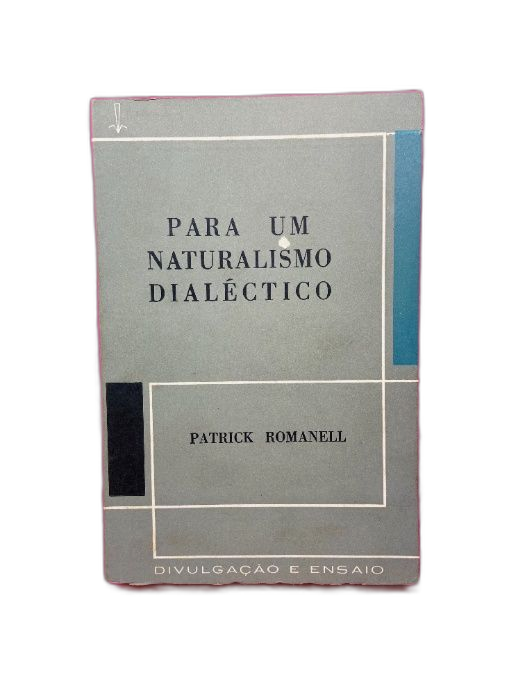 PARA UM
NATURALISMO
DIALÉCTICO
PATRICK ROMANELL
DIVULGAÇÃO E ENSAIO